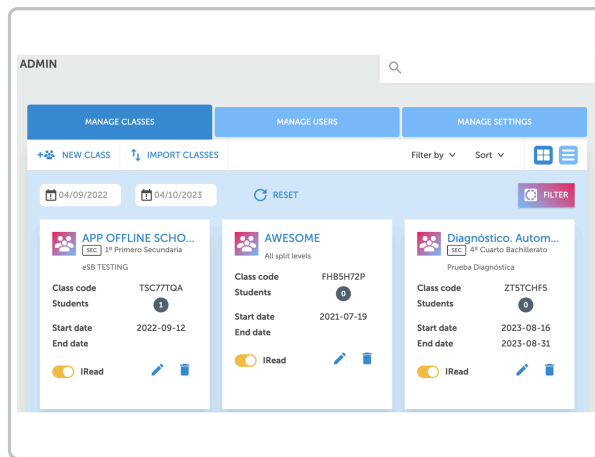 ADMIN
MANAGE CLASSES
MANAGE USERS
MANAGE SETTINGS
NEW CLASS
IMPORT CLASSES
Filter by
Sort
04/09/2022
04/10/2023
RESET
FILTER
APP OFFLINE SCHO...
SEC 1º Primero Secundaria
eSB TESTING
Class code TSC77TQA
Students 1
Start date 2022-09-12
End date
IRead
AWESOME
All split levels
Class code FHB5H72P
Students 0
Start date 2021-07-19
End date
IRead
Diagnóstico. Autom...
SEC 4º Cuarto Bachillerato
Prueba Diagnóstica
Class code ZT5TCHF5
Students 0
Start date 2023-08-16
End date 2023-08-31
IRead